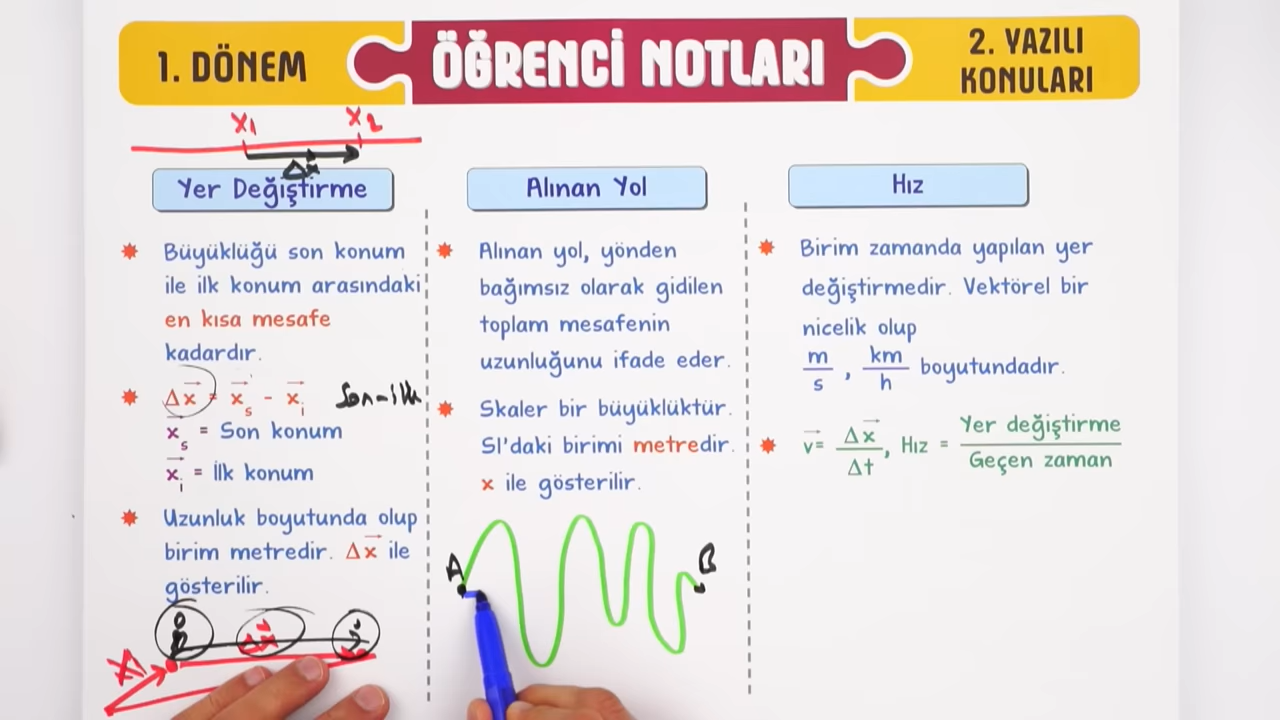 1. DÖNEM
ÖĞRENCİ NOTLARI
2. YAZILI
KONULARI
x₁
x₂
Δx
Yer Değiştirme
Büyüklüğü son konum
ile ilk konum arasındaki
en kısa mesafe
kadardır.
Δx = xₛ - xᵢ
Son-ilk
xₛ = Son konum
xᵢ = İlk konum
Uzunluk boyutunda olup
birim metredir. Δx ile
gösterilir.
Δx
x₁
Alınan Yol
Alınan yol, yönden
bağımsız olarak gidilen
toplam mesafenin
uzunluğunu ifade eder.
Skaler bir büyüklüktür.
SI'daki birimi metredir.
x ile gösterilir.
A
B
Hız
Birim zamanda yapılan yer
değiştirmedir. Vektörel bir
nicelik olup
m/s , km/h boyutundadır.
v = Δx/Δt, Hız = Yer değiştirme/Geçen zaman